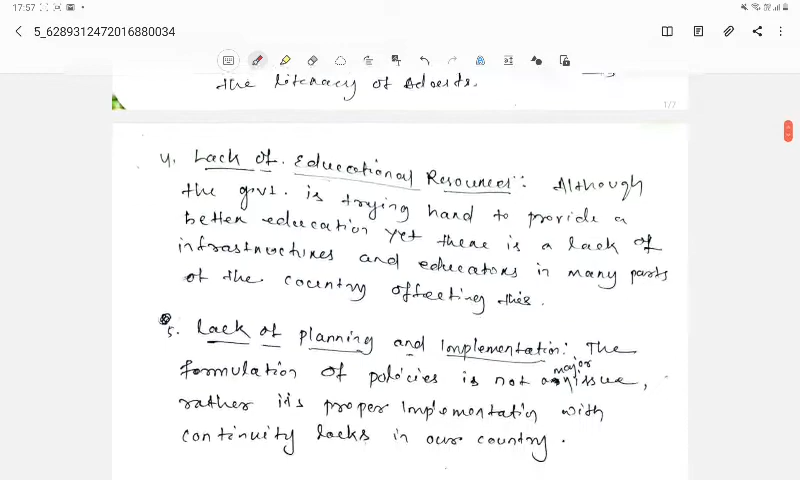 17:57
5_6289312472016880034
the literacy of Adoerts.
1/7
4. Lack of Educational Resources: Although
the govt. is trying hard to provide a
better education yet there is a lack of
infrastructures and educators in many parts
of the country affecting this.
5. Lack of planning and implementation: The
major
formulation of policies is not any issue,
rather its proper implementation with
continuity lacks in our country.